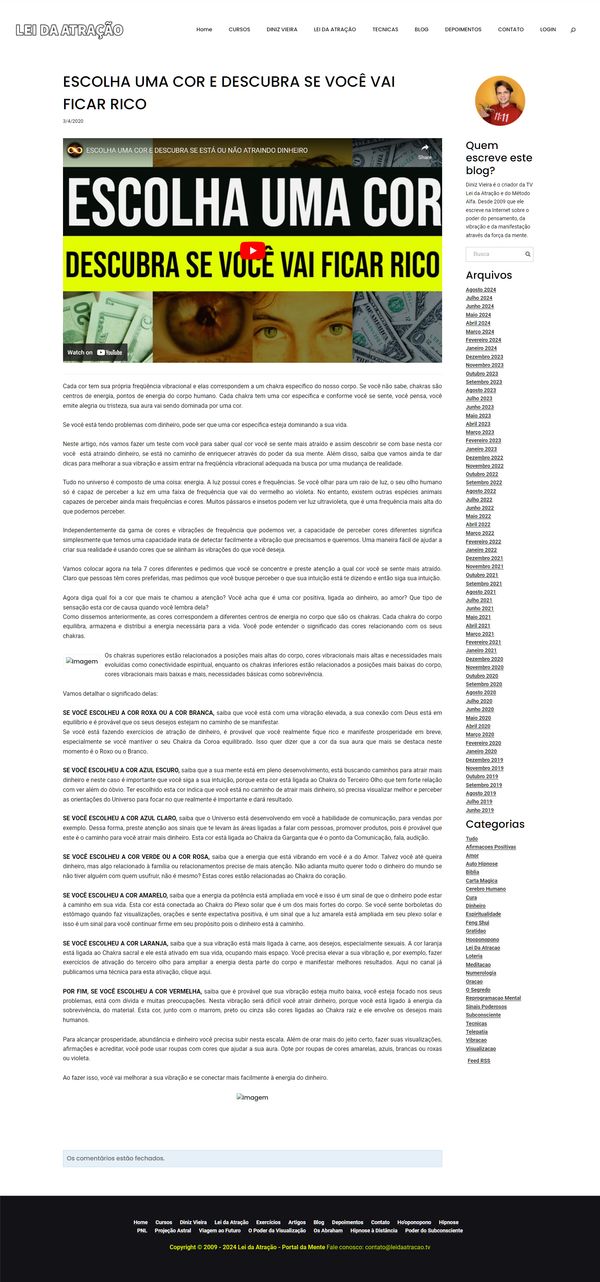 LEI DA ATRAÇÃO
Home CURSOS DINIZ VIEIRA LEI DA ATRAÇÃO TECNICAS BLOG DEPOIMENTOS CONTATO LOGIN
ESCOLHA UMA COR E DESCUBRA SE VOCÊ VAI
FICAR RICO
3/4/2020
ESCOLHA UMA COR E DESCUBRA SE ESTÁ OU NÃO ATRAINDO DINHEIRO
Share
ESCOLHA UMA COR
DESCUBRA SE VOCÊ VAI FICAR RICO
Watch on YouTube
Cada cor tem sua própria freqüência vibracional e elas correspondem a um chakra específico do nosso corpo. Se você não sabe, chakras são
centros de energia, pontos de energia do corpo humano. Cada chakra tem uma cor específica e conforme você se sente, você pensa, você
emite alegria ou tristeza, sua aura vai sendo dominada por uma cor.
Se você está tendo problemas com dinheiro, pode ser que uma cor específica esteja dominando a sua vida.
Neste artigo, nós vamos fazer um teste com você para saber qual cor você se sente mais atraído e assim descobrir se com base nesta cor
você está atraindo dinheiro, se está no caminho de enriquecer através do poder da sua mente. Além disso, saiba que vamos ainda te dar
dicas para melhorar a sua vibração e assim entrar na freqüência vibracional adequada na busca por uma mudança de realidade.
Tudo no universo é composto de uma coisa: energia. A luz possui cores e frequências. Se você olhar para um raio de luz, o seu olho humano
só é capaz de perceber a luz em uma faixa de frequência que vai do vermelho ao violeta. No entanto, existem outras espécies animais
capazes de perceber ainda mais frequências e cores. Muitos pássaros e insetos podem ver luz ultravioleta, que é uma frequência mais alta do
que podemos perceber.
Independentemente da gama de cores e vibrações de frequência que podemos ver, a capacidade de perceber cores diferentes significa
simplesmente que temos uma capacidade inata de detectar facilmente a vibração que precisamos e queremos. Uma maneira fácil de ajudar a
criar sua realidade é usando cores que se alinham às vibrações do que você deseja.
Vamos colocar agora na tela 7 cores diferentes e pedimos que você se concentre e preste atenção a qual cor você se sente mais atraído.
Claro que pessoas têm cores preferidas, mas pedimos que você busque perceber o que sua intuição está te dizendo e então siga sua intuição.
Agora diga qual foi a cor que mais te chamou a atenção? Você acha que é uma cor positiva, ligada ao dinheiro, ao amor? Que tipo de
sensação esta cor de causa quando você lembra dela?
Como dissemos anteriormente, as cores correspondem a diferentes centros de energia no corpo que são os chakras. Cada chakra do corpo
equilibra, armazena e distribui a energia necessária para a vida. Você pode entender o significado das cores relacionando com os seus
chakras.
Imagem
Os chakras superiores estão relacionados a posições mais altas do corpo, cores vibracionais mais altas e necessidades mais
evoluídas como conectividade espiritual, enquanto os chakras inferiores estão relacionados a posições mais baixas do corpo,
cores vibracionais mais baixas e mais, necessidades básicas como sobrevivência.
Vamos detalhar o significado delas:
SE VOCÊ ESCOLHEU A COR ROXA OU A COR BRANCA, saiba que você está com uma vibração elevada, a sua conexão com Deus está em
equilíbrio e é provável que os seus desejos estejam no caminho de se manifestar.
Se você está fazendo exercícios de atração de dinheiro, é provável que você realmente fique rico e manifeste prosperidade em breve,
especialmente se você mantiver o seu Chakra da Coroa equilibrado. Isso quer dizer que a cor da sua aura que mais se destaca neste
momento é o Roxo ou o Branco.
SE VOCÊ ESCOLHEU A COR AZUL ESCURO, saiba que a sua mente está em pleno desenvolvimento, está buscando caminhos para atrair mais
dinheiro e neste caso é importante que você siga a sua intuição, porque esta cor está ligada ao Chakra do Terceiro Olho que tem forte relação
com ver além do óbvio. Ter escolhido esta cor indica que você está no caminho de atrair mais dinheiro, só precisa visualizar melhor e perceber
as orientações do Universo para focar no que realmente é importante e dará resultado.
SE VOCÊ ESCOLHEU A COR AZUL CLARO, saiba que o Universo está desenvolvendo em você a habilidade de comunicação, para vendas por
exemplo. Dessa forma, preste atenção aos sinais que te levam às áreas ligadas a falar com pessoas, promover produtos, pois é provável que
este é o caminho para você atrair mais dinheiro. Esta cor está ligada ao Chakra da Garganta que é o ponto da Comunicação, fala, audição.
SE VOCÊ ESCOLHEU A COR VERDE OU A COR ROSA, saiba que a energia que está vibrando em você é a do Amor. Talvez você até queira
dinheiro, mas algo relacionado à família ou relacionamentos precise de mais atenção. Não adianta muito querer todo o dinheiro do mundo se
não tiver alguém com quem usufruir, não é mesmo? Estas cores estão relacionadas ao Chakra do coração.
SE VOCÊ ESCOLHEU A COR AMARELO, saiba que a energia da potência está ampliada em você e isso é um sinal de que o dinheiro pode estar
à caminho em sua vida. Esta cor está conectada ao Chakra do Plexo solar que é um dos mais fortes do corpo. Se você sente borboletas do
estômago quando faz visualizações, orações e sente expectativa positiva, é um sinal que a luz amarela está ampliada em seu plexo solar e
isso é um sinal para você continuar firme em seu propósito pois o dinheiro está à caminho.
SE VOCÊ ESCOLHEU A COR LARANJA, saiba que a sua vibração está mais ligada à carne, aos desejos, especialmente sexuais. A cor laranja
está ligada ao Chakra sacral e ele está ativado em sua vida, ocupando mais espaço. Você precisa elevar a sua vibração e, por exemplo, fazer
exercícios de ativação do terceiro olho para ampliar a energia desta parte do corpo e manifestar melhores resultados. Aqui no canal já
publicamos uma técnica para esta ativação, clique aqui.
POR FIM, SE VOCÊ ESCOLHEU A COR VERMELHA, saiba que é provável que sua vibração esteja muito baixa, você esteja focado nos seus
problemas, está com dívida e muitas preocupações. Nesta vibração será difícil você atrair dinheiro, porque você está ligado à energia da
sobrevivência, do material. Esta cor, junto com o marrom, preto ou cinza são cores ligadas ao Chakra raiz e ele envolve os desejos mais
humanos.
Para alcançar prosperidade, abundância e dinheiro você precisa subir nesta escala. Além de orar mais do jeito certo, fazer suas visualizações,
afirmações e acreditar, você pode usar roupas com cores que ajudar a sua aura. Opte por roupas de cores amarelas, azuis, brancas ou roxas
ou violeta.
Ao fazer isso, você vai melhorar a sua vibração e se conectar mais facilmente à energia do dinheiro.
Imagem
Os comentários estão fechados.
11:11
Quem
escreve este
blog?
Diniz Vieira é o criador da TV
Lei da Atração e do Método
Alfa. Desde 2009 que ele
escreve na Internet sobre o
poder do pensamento, da
vibração e da manifestação
através da força da mente.
Busca
Arquivos
Agosto 2024
Julho 2024
Junho 2024
Maio 2024
Abril 2024
Março 2024
Fevereiro 2024
Janeiro 2024
Dezembro 2023
Novembro 2023
Outubro 2023
Setembro 2023
Agosto 2023
Julho 2023
Junho 2023
Maio 2023
Abril 2023
Março 2023
Fevereiro 2023
Janeiro 2023
Dezembro 2022
Novembro 2022
Outubro 2022
Setembro 2022
Agosto 2022
Julho 2022
Junho 2022
Maio 2022
Abril 2022
Março 2022
Fevereiro 2022
Janeiro 2022
Dezembro 2021
Novembro 2021
Outubro 2021
Setembro 2021
Agosto 2021
Julho 2021
Junho 2021
Maio 2021
Abril 2021
Março 2021
Fevereiro 2021
Janeiro 2021
Dezembro 2020
Novembro 2020
Outubro 2020
Setembro 2020
Agosto 2020
Julho 2020
Junho 2020
Maio 2020
Abril 2020
Março 2020
Fevereiro 2020
Janeiro 2020
Dezembro 2019
Novembro 2019
Outubro 2019
Setembro 2019
Agosto 2019
Julho 2019
Junho 2019
Categorias
Tudo
Afirmacoes Positivas
Amor
Auto Hipnose
Biblia
Carta Magica
Cerebro Humano
Cura
Dinheiro
Espiritualidade
Feng Shui
Gratidao
Hooponopono
Lei Da Atracao
Loteria
Meditacao
Numerologia
Oracao
O Segredo
Reprogramacao Mental
Sinais Poderosos
Subconsciente
Tecnicas
Telepatia
Vibracao
Visualizacao
Feed RSS
Home Cursos Diniz Vieira Lei da Atração Exercícios Artigos Blog Depoimentos Contato Ho'oponopono Hipnose
PNL Projeção Astral Viagem ao Futuro O Poder da Visualização Os Abraham Hipnose à Distância Poder do Subconsciente
Copyright © 2009 - 2024 Lei da Atração - Portal da Mente Fale conosco: contato@leidaatracao.tv